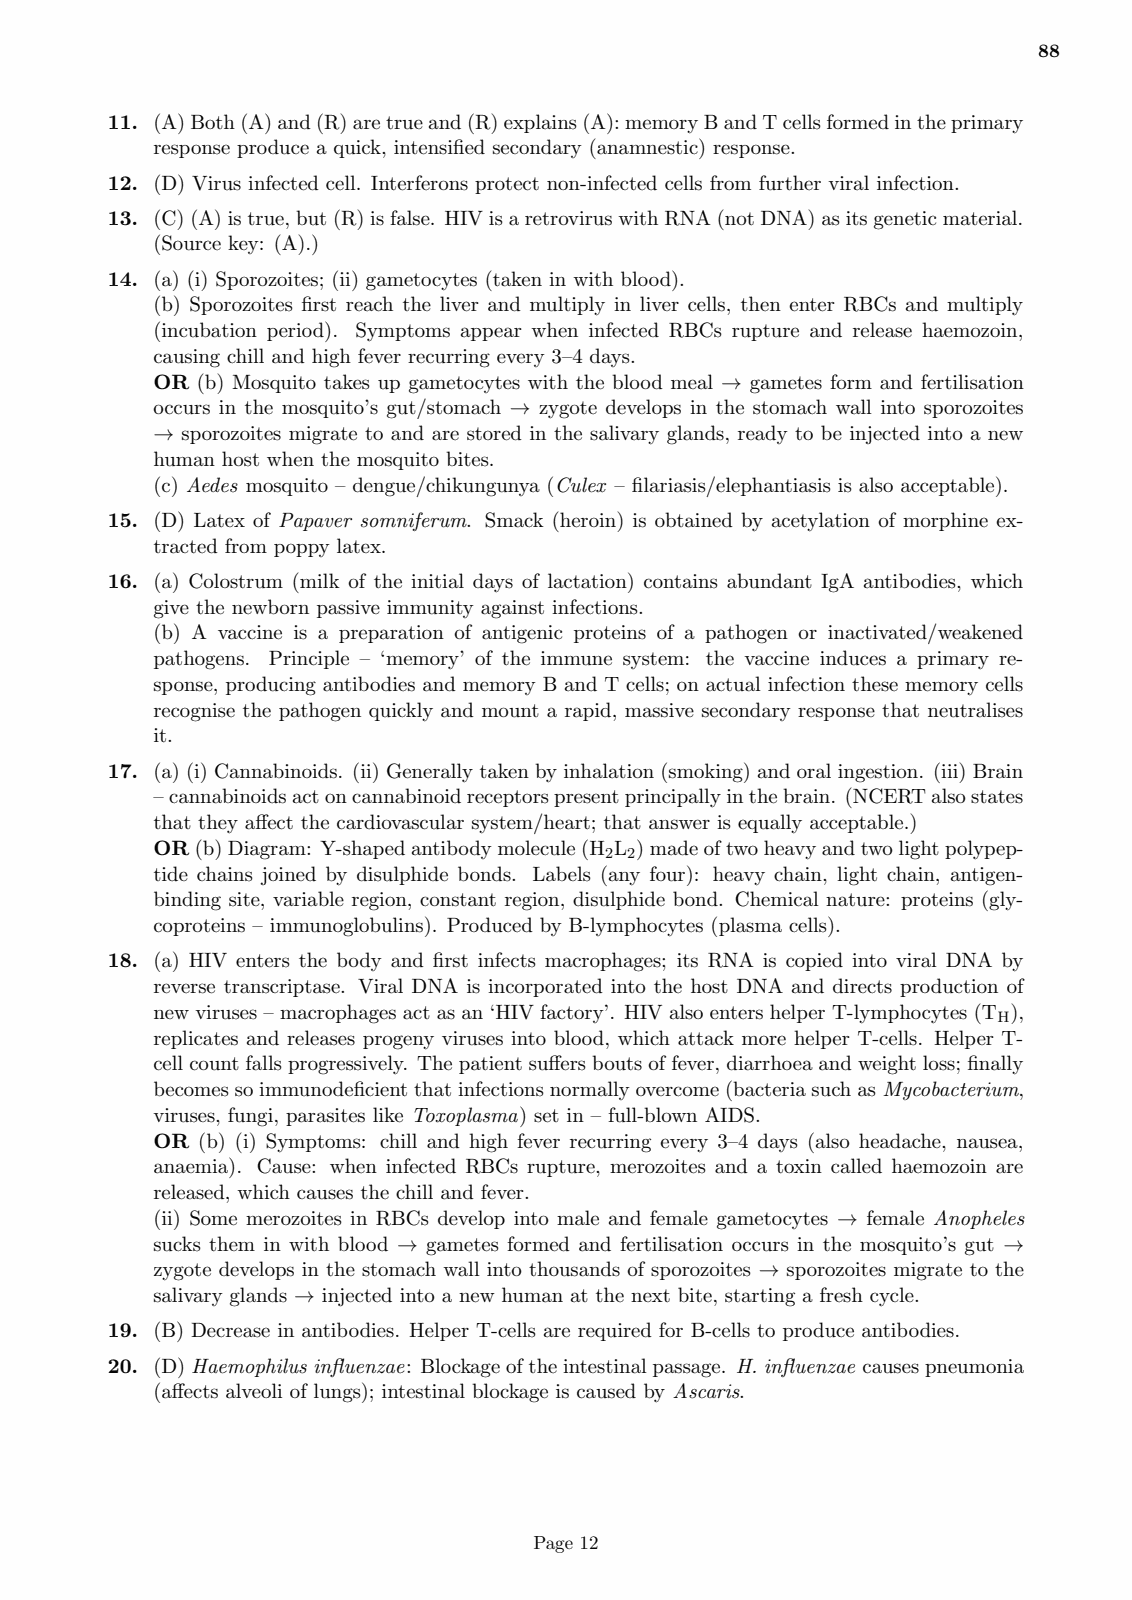 88
11. (A) Both (A) and (R) are true and (R) explains (A): memory B and T cells formed in the primary
response produce a quick, intensified secondary (anamnestic) response.
12. (D) Virus infected cell. Interferons protect non-infected cells from further viral infection.
13. (C) (A) is true, but (R) is false. HIV is a retrovirus with RNA (not DNA) as its genetic material.
(Source key: (A).)
14. (a) (i) Sporozoites; (ii) gametocytes (taken in with blood).
(b) Sporozoites first reach the liver and multiply in liver cells, then enter RBCs and multiply
(incubation period). Symptoms appear when infected RBCs rupture and release haemozoin,
causing chill and high fever recurring every 3–4 days.
OR (b) Mosquito takes up gametocytes with the blood meal → gametes form and fertilisation
occurs in the mosquito's gut/stomach → zygote develops in the stomach wall into sporozoites
→ sporozoites migrate to and are stored in the salivary glands, ready to be injected into a new
human host when the mosquito bites.
(c) Aedes mosquito – dengue/chikungunya (Culex – filariasis/elephantiasis is also acceptable).
15. (D) Latex of Papaver somniferum. Smack (heroin) is obtained by acetylation of morphine ex-
tracted from poppy latex.
16. (a) Colostrum (milk of the initial days of lactation) contains abundant IgA antibodies, which
give the newborn passive immunity against infections.
(b) A vaccine is a preparation of antigenic proteins of a pathogen or inactivated/weakened
pathogens. Principle – ‘memory’ of the immune system: the vaccine induces a primary re-
sponse, producing antibodies and memory B and T cells; on actual infection these memory cells
recognise the pathogen quickly and mount a rapid, massive secondary response that neutralises
it.
17. (a) (i) Cannabinoids. (ii) Generally taken by inhalation (smoking) and oral ingestion. (iii) Brain
– cannabinoids act on cannabinoid receptors present principally in the brain. (NCERT also states
that they affect the cardiovascular system/heart; that answer is equally acceptable.)
OR (b) Diagram: Y-shaped antibody molecule (H₂L₂) made of two heavy and two light polypep-
tide chains joined by disulphide bonds. Labels (any four): heavy chain, light chain, antigen-
binding site, variable region, constant region, disulphide bond. Chemical nature: proteins (gly-
coproteins – immunoglobulins). Produced by B-lymphocytes (plasma cells).
18. (a) HIV enters the body and first infects macrophages; its RNA is copied into viral DNA by
reverse transcriptase. Viral DNA is incorporated into the host DNA and directs production of
new viruses – macrophages act as an ‘HIV factory’. HIV also enters helper T-lymphocytes (T_H),
replicates and releases progeny viruses into blood, which attack more helper T-cells. Helper T-
cell count falls progressively. The patient suffers bouts of fever, diarrhoea and weight loss; finally
becomes so immunodeficient that infections normally overcome (bacteria such as Mycobacterium,
viruses, fungi, parasites like Toxoplasma) set in – full-blown AIDS.
OR (b) (i) Symptoms: chill and high fever recurring every 3–4 days (also headache, nausea,
anaemia). Cause: when infected RBCs rupture, merozoites and a toxin called haemozoin are
released, which causes the chill and fever.
(ii) Some merozoites in RBCs develop into male and female gametocytes → female Anopheles
sucks them in with blood → gametes formed and fertilisation occurs in the mosquito's gut →
zygote develops in the stomach wall into thousands of sporozoites → sporozoites migrate to the
salivary glands → injected into a new human at the next bite, starting a fresh cycle.
19. (B) Decrease in antibodies. Helper T-cells are required for B-cells to produce antibodies.
20. (D) Haemophilus influenzae: Blockage of the intestinal passage. H. influenzae causes pneumonia
(affects alveoli of lungs); intestinal blockage is caused by Ascaris.
Page 12